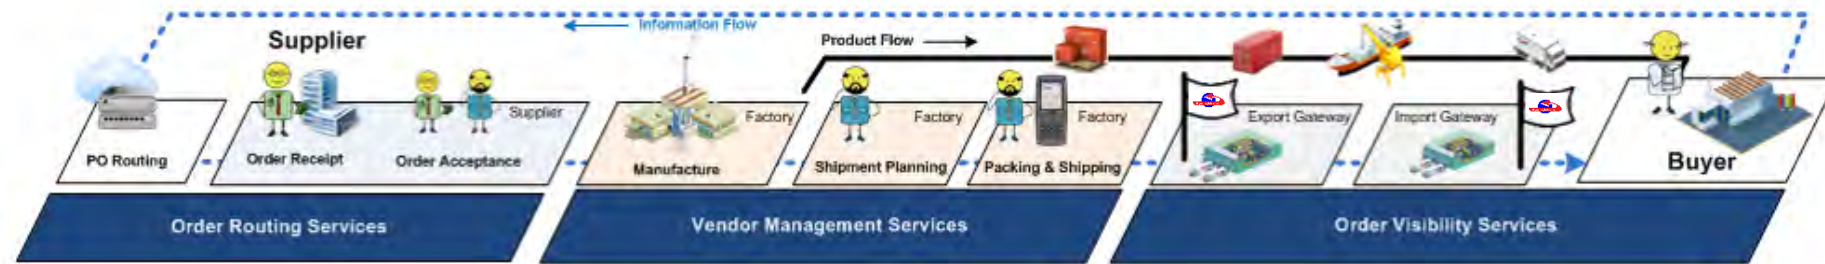 Information Flow
Supplier
Product Flow
Supplier
Factory
Factory
Factory
Export Gateway
Import Gateway
PO Routing
Order Receipt
Order Acceptance
Manufacture
Shipment Planning
Packing & Shipping
Buyer
Order Routing Services
Vendor Management Services
Order Visibility Services